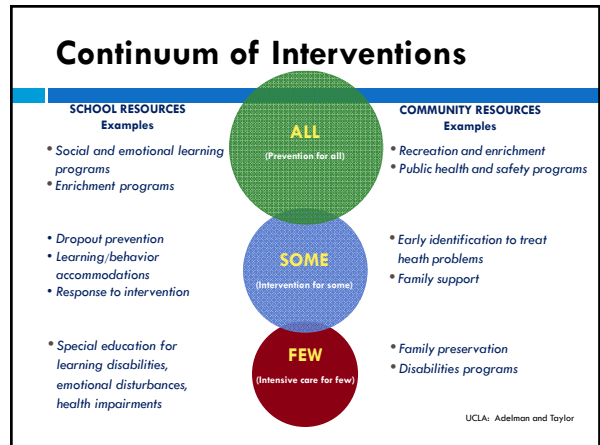 Continuum of Interventions
SCHOOL RESOURCES
Examples
• Social and emotional learning
programs
• Enrichment programs
• Dropout prevention
• Learning/behavior
accommodations
• Response to intervention
• Special education for
learning disabilities,
emotional disturbances,
health impairments
ALL
(Prevention for all)
SOME
(Intervention for some)
FEW
(Intensive care for few)
COMMUNITY RESOURCES
Examples
• Recreation and enrichment
• Public health and safety programs
• Early identification to treat
heath problems
• Family support
• Family preservation
• Disabilities programs
UCLA: Adelman and Taylor